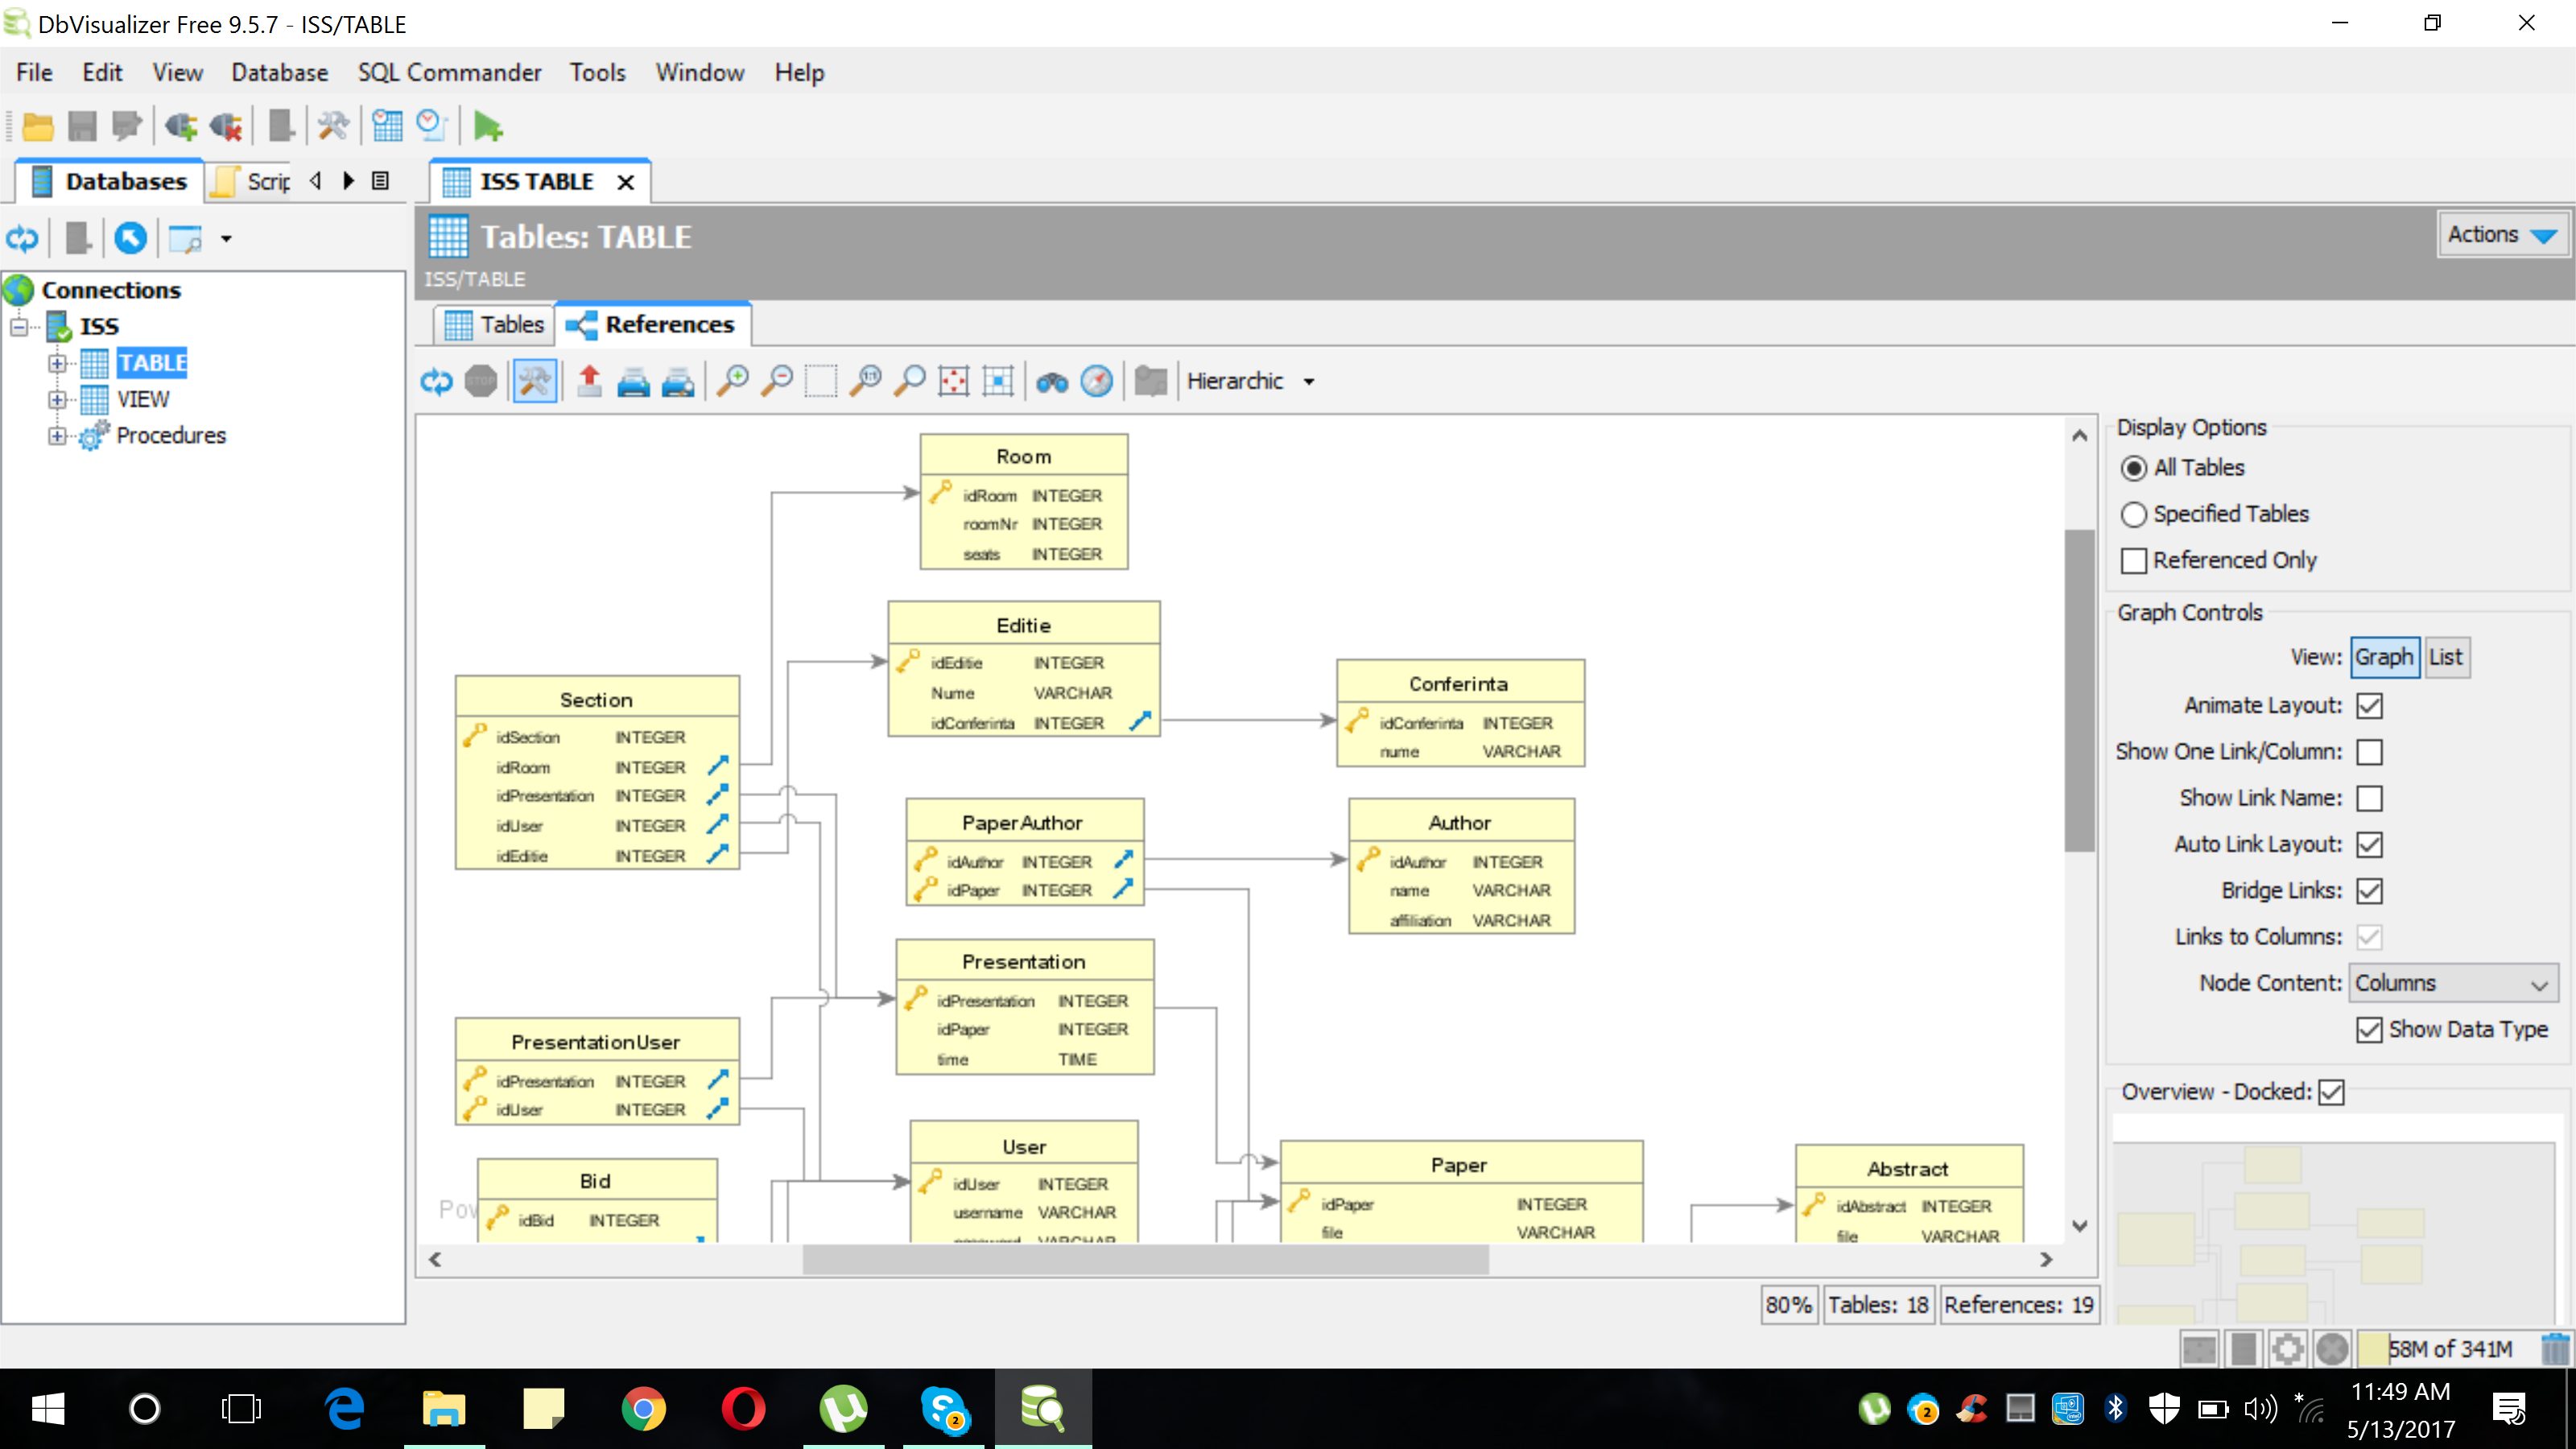 DbVisualizer Free 9.5.7 - ISS/TABLE
File Edit View Database SQL Commander Tools Window Help
Databases Scrip
ISS TABLE
Tables: TABLE
Actions
ISS/TABLE
Connections
ISS
TABLE
VIEW
Procedures
Tables References
STOP
1:1
Hierarchic
Room
idRoom INTEGER
roomNr INTEGER
seats INTEGER
Editie
idEditie INTEGER
Nume VARCHAR
idConferinta INTEGER
Conferinta
idConferinta INTEGER
nume VARCHAR
Section
idSection INTEGER
idRoom INTEGER
idPresentation INTEGER
idUser INTEGER
idEditie INTEGER
PaperAuthor
idAuthor INTEGER
idPaper INTEGER
Author
idAuthor INTEGER
name VARCHAR
affiliation VARCHAR
Presentation
idPresentation INTEGER
idPaper INTEGER
time TIME
PresentationUser
idPresentation INTEGER
idUser INTEGER
User
idUser INTEGER
username VARCHAR
Bid
idBid INTEGER
Pow
Paper
idPaper INTEGER
file VARCHAR
Abstract
idAbstract INTEGER
file VARCHAR
Display Options
All Tables
Specified Tables
Referenced Only
Graph Controls
View: Graph List
Animate Layout:
Show One Link/Column:
Show Link Name:
Auto Link Layout:
Bridge Links:
Links to Columns:
Node Content: Columns
Show Data Type
Overview - Docked:
80% Tables: 18 References: 19
58M of 341M
2
2
11:49 AM
5/13/2017